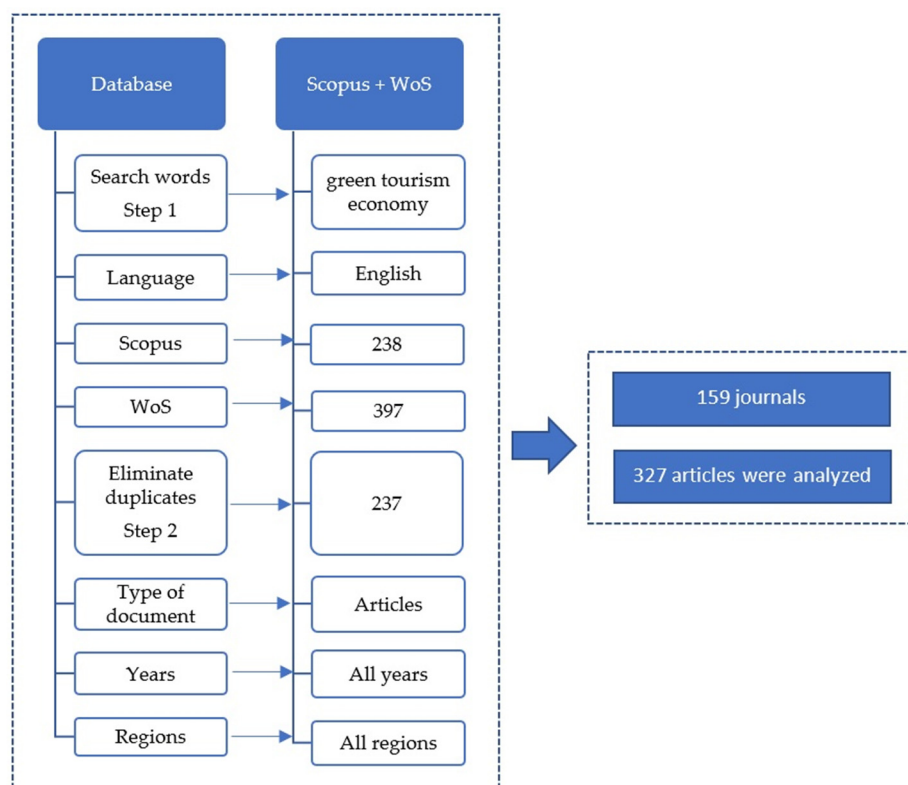 Database
Scopus + WoS
Search words
Step 1
green tourism
economy
Language
English
Scopus
238
WoS
397
Eliminate
duplicates
Step 2
237
Type of
document
Articles
Years
All years
Regions
All regions
159 journals
327 articles were analyzed